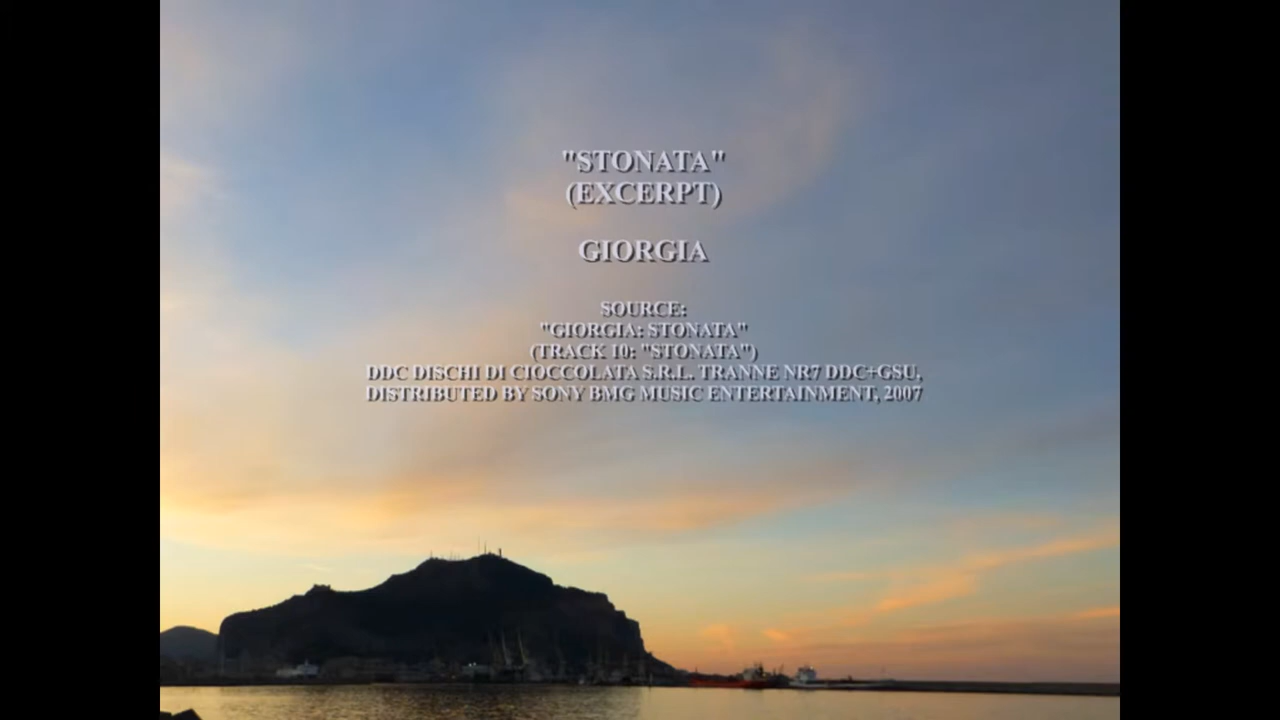 "STONATA"
(EXCERPT)
GIORGIA
SOURCE:
"GIORGIA: STONATA"
(TRACK 10: "STONATA")
DDC DISCHI DI CIOCCOLATA S.R.L. TRANNE NR7 DDC+GSU,
DISTRIBUTED BY SONY BMG MUSIC ENTERTAINMENT, 2007